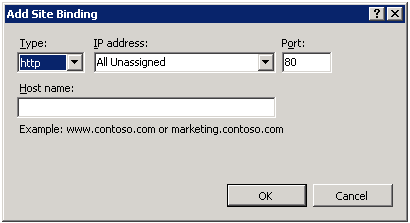 Add Site Binding
Type: IP address: Port:
http All Unassigned 80
Host name:
Example: www.contoso.com or marketing.contoso.com
OK Cancel